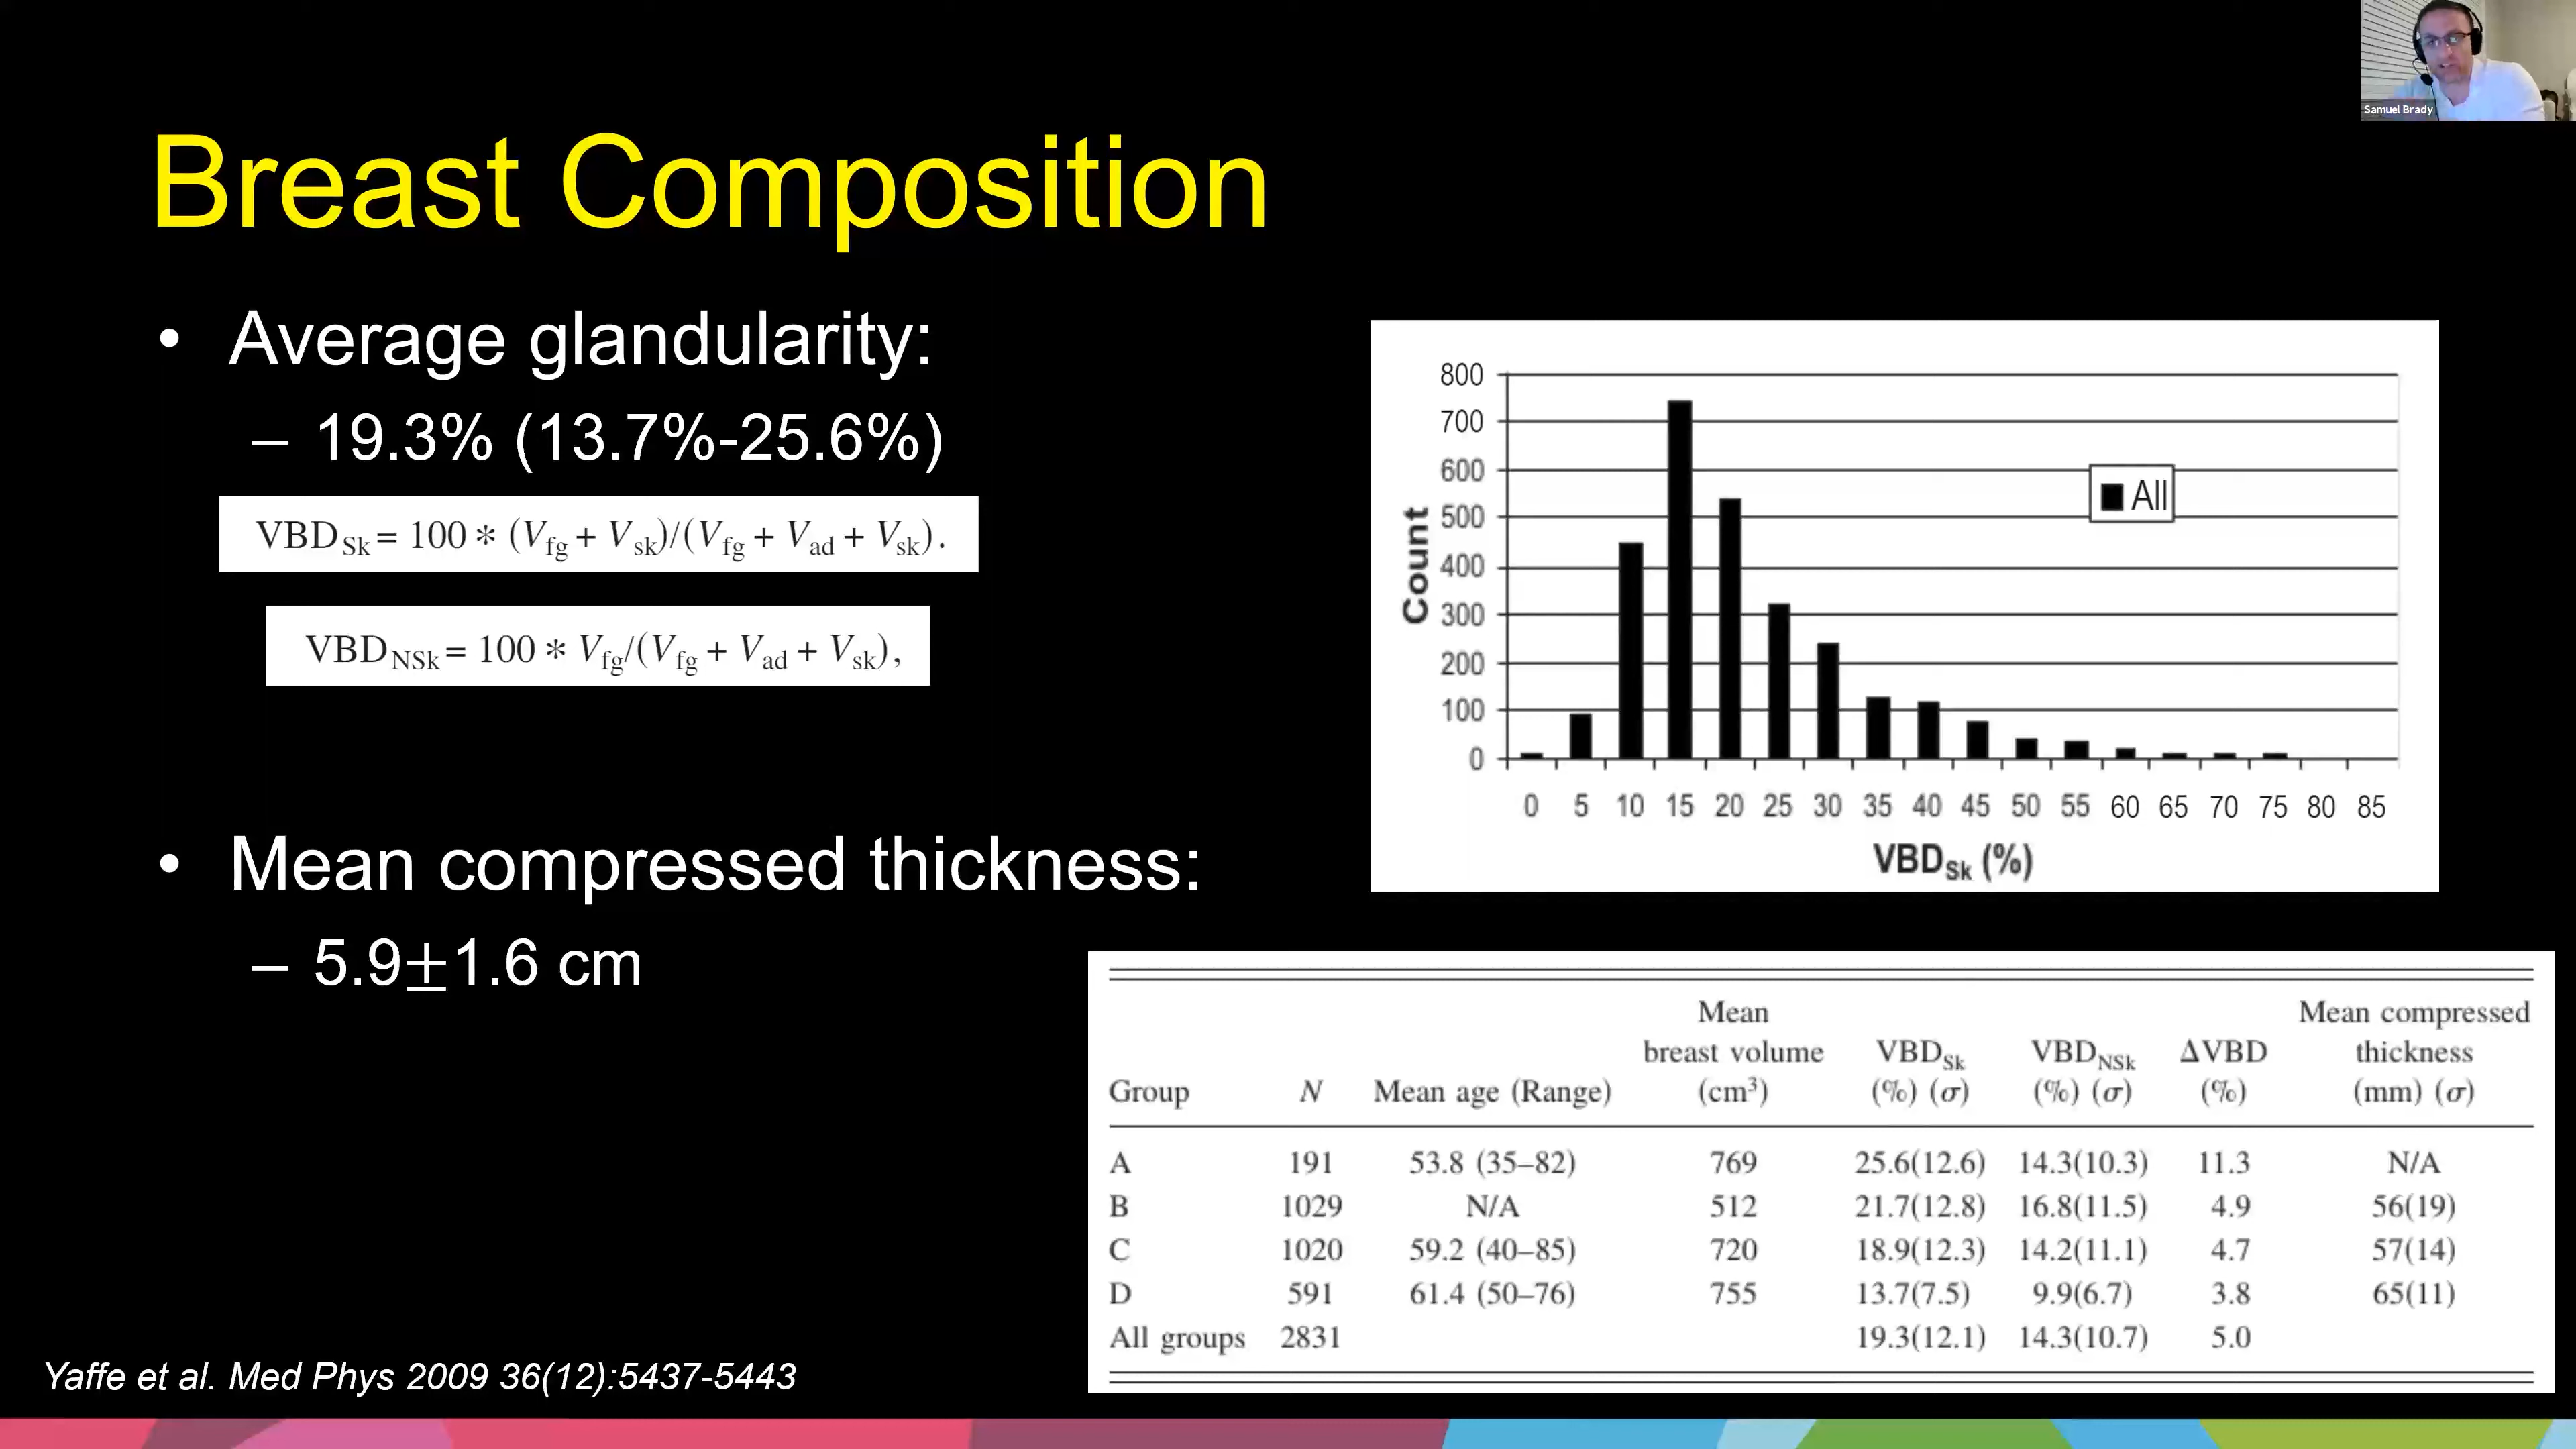 Samuel Brady
Breast Composition
• Average glandularity:
– 19.3% (13.7%-25.6%)
VBD_Sk = 100 * (V_fg + V_sk)/(V_fg + V_ad + V_sk).
VBD_NSk = 100 * V_fg/(V_fg + V_ad + V_sk),
• Mean compressed thickness:
– 5.9±1.6 cm
800
700
600
500
400
300
200
100
0
Count
All
0 5 10 15 20 25 30 35 40 45 50 55 60 65 70 75 80 85
VBD_Sk (%)
Mean Mean compressed
breast volume VBD_Sk VBD_NSk ΔVBD thickness
Group N Mean age (Range) (cm³) (%) (σ) (%) (σ) (%) (mm) (σ)
A 191 53.8 (35–82) 769 25.6(12.6) 14.3(10.3) 11.3 N/A
B 1029 N/A 512 21.7(12.8) 16.8(11.5) 4.9 56(19)
C 1020 59.2 (40–85) 720 18.9(12.3) 14.2(11.1) 4.7 57(14)
D 591 61.4 (50–76) 755 13.7(7.5) 9.9(6.7) 3.8 65(11)
All groups 2831 19.3(12.1) 14.3(10.7) 5.0
Yaffe et al. Med Phys 2009 36(12):5437-5443